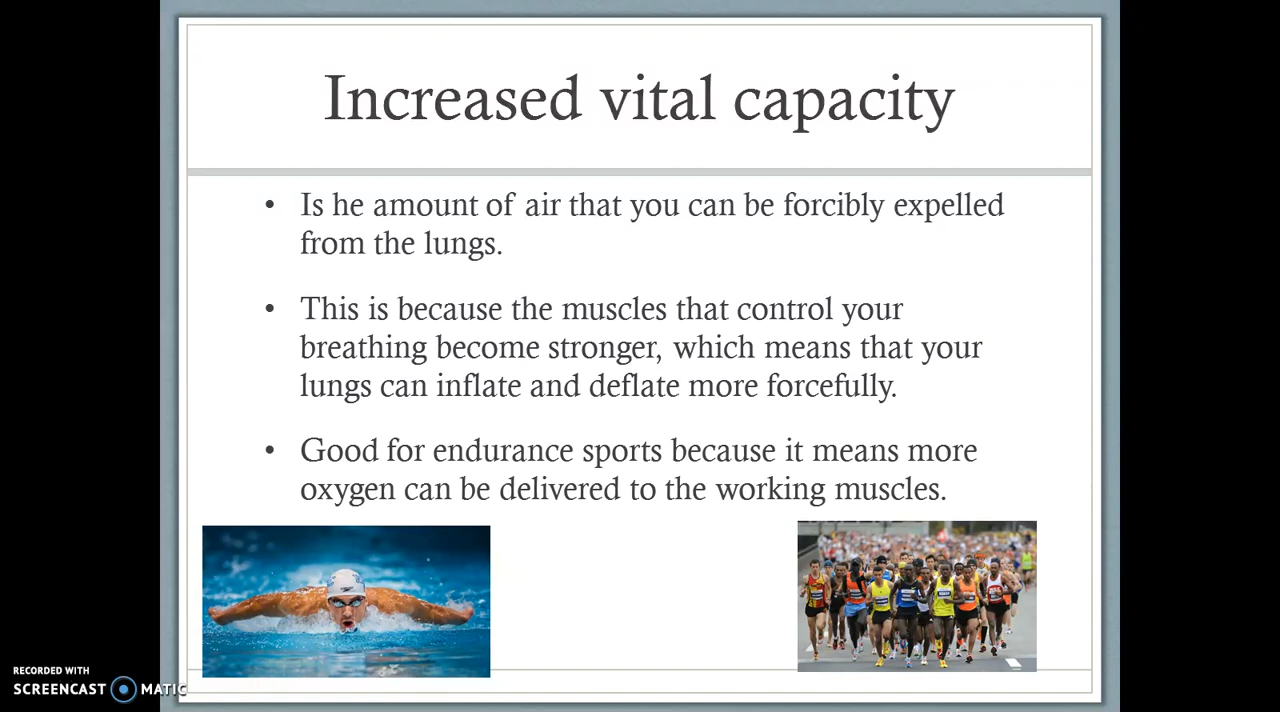 Increased vital capacity
• Is he amount of air that you can be forcibly expelled
from the lungs.
• This is because the muscles that control your
breathing become stronger, which means that your
lungs can inflate and deflate more forcefully.
• Good for endurance sports because it means more
oxygen can be delivered to the working muscles.
RECORDED WITH
SCREENCAST MATIC